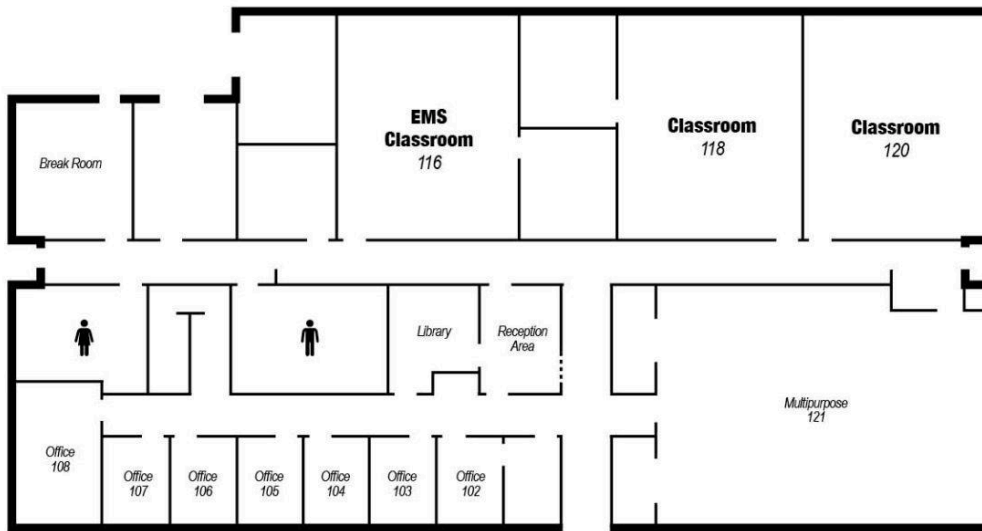 EMS
Classroom
116
Classroom
118
Classroom
120
Break Room
Library
Reception
Area
Multipurpose
121
Office
108
Office
107
Office
106
Office
105
Office
104
Office
103
Office
102